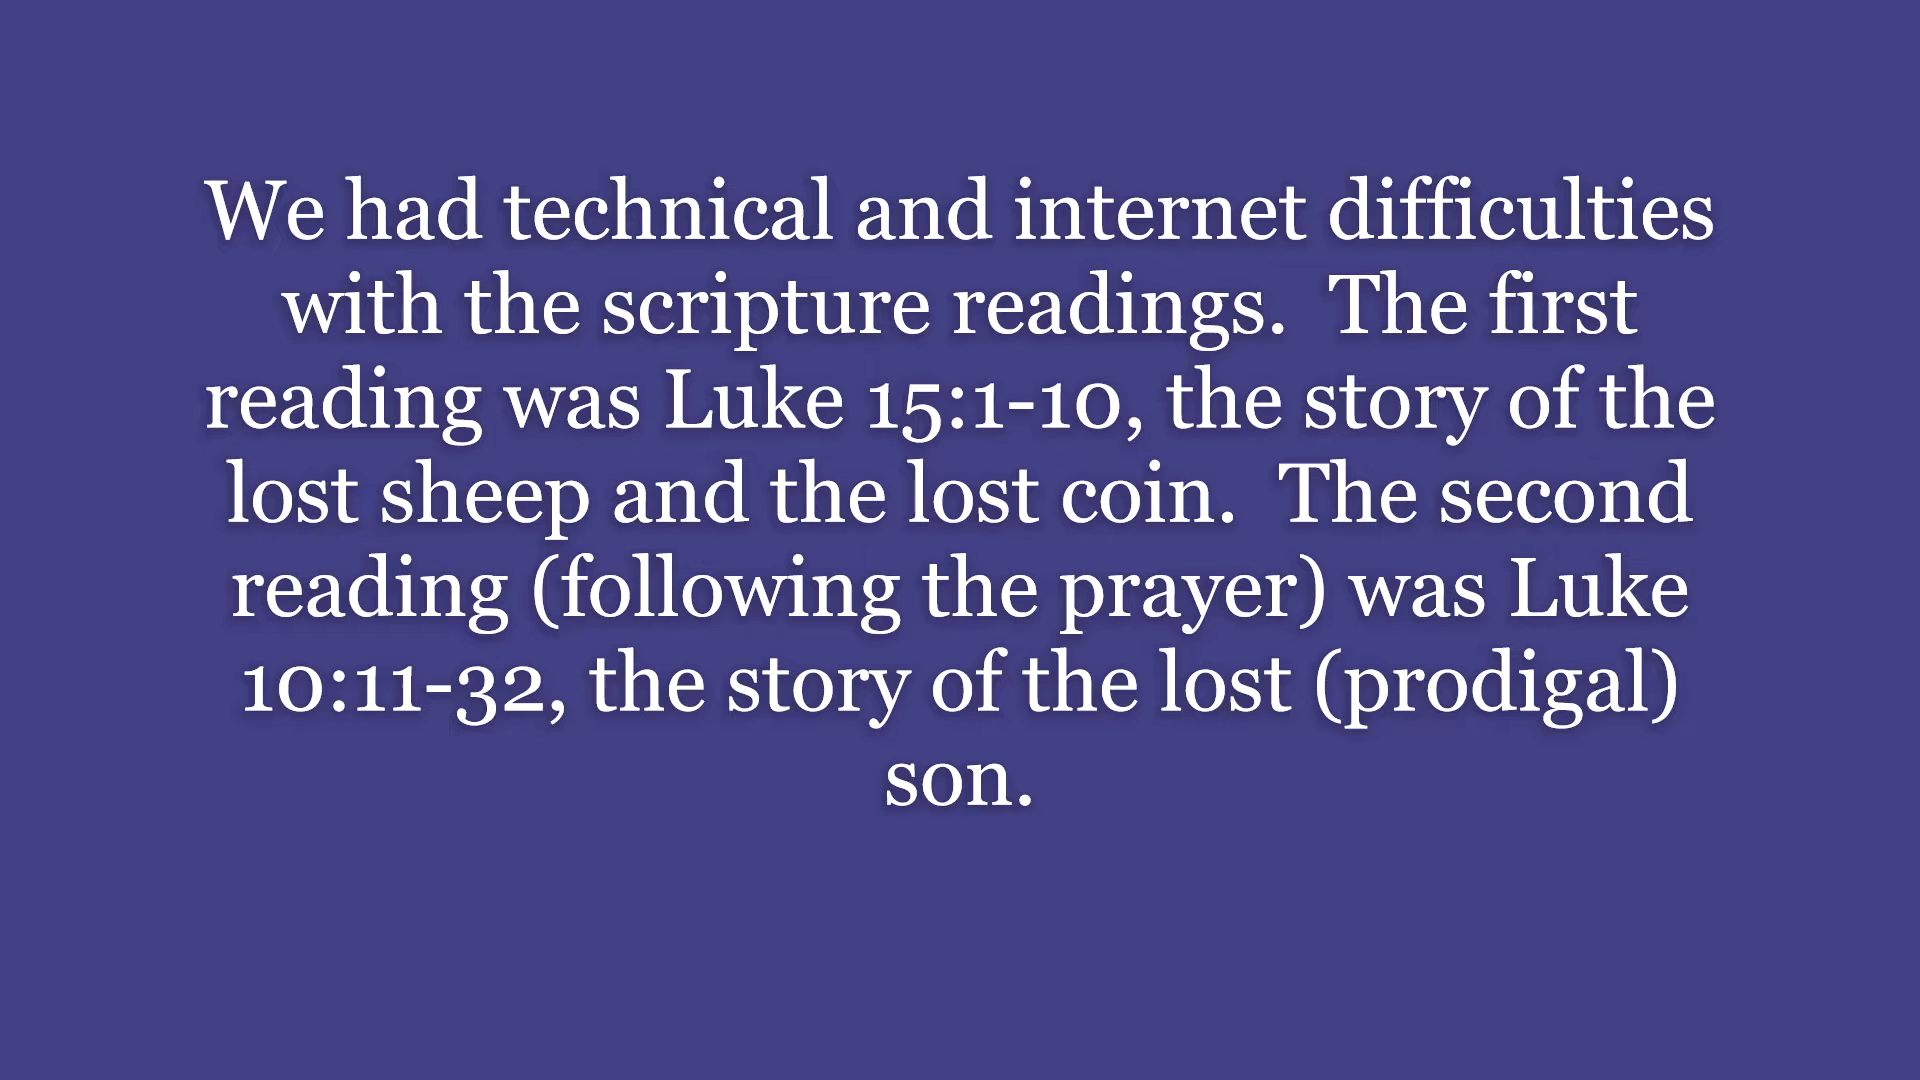 We had technical and internet difficulties
with the scripture readings.  The first
reading was Luke 15:1-10, the story of the
lost sheep and the lost coin.  The second
reading (following the prayer) was Luke
10:11-32, the story of the lost (prodigal)
son.